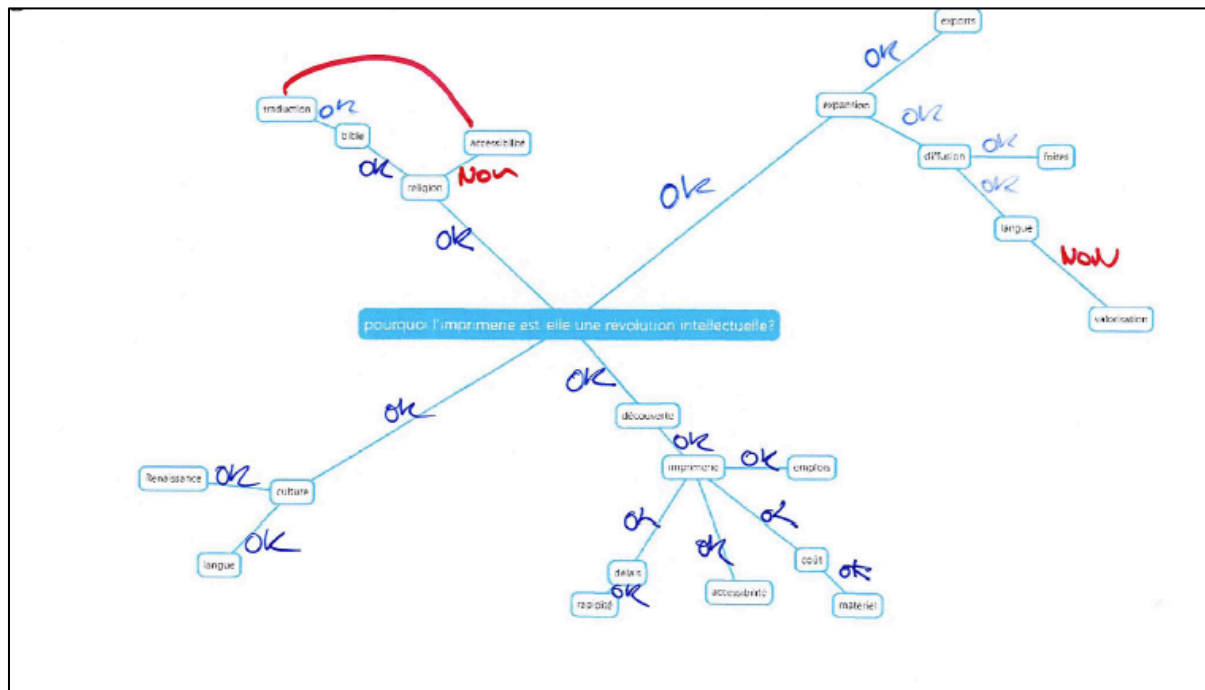 exports
OK
traduction
OK
expantion
OK
bible
accessibilité
OK
diffusion
OK
foires
OK
religion
Non
OK
langue
OK
OK
NON
pourquoi l'imprimerie est elle une révolution intellectuelle?
valorisation
OK
OK
découverte
OK
Renaissance
OK
imprimerie
OK
emplois
culture
OK
OK
OK
OK
langue
délais
coût
OK
OK
rapidité
accessibilité
matériel